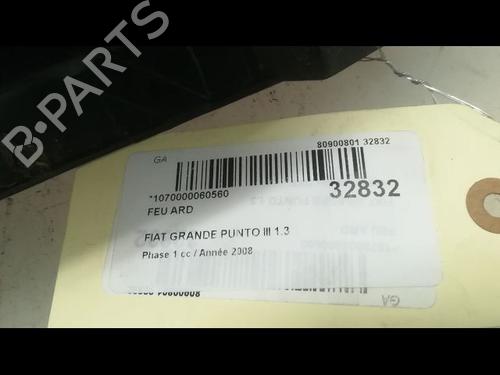 GA
80900801 32832
*1070000060560
32832
FEU ARD
FIAT GRANDE PUNTO III 1.3
Phase 1 cc / Année 2008
GA
B-PARTS